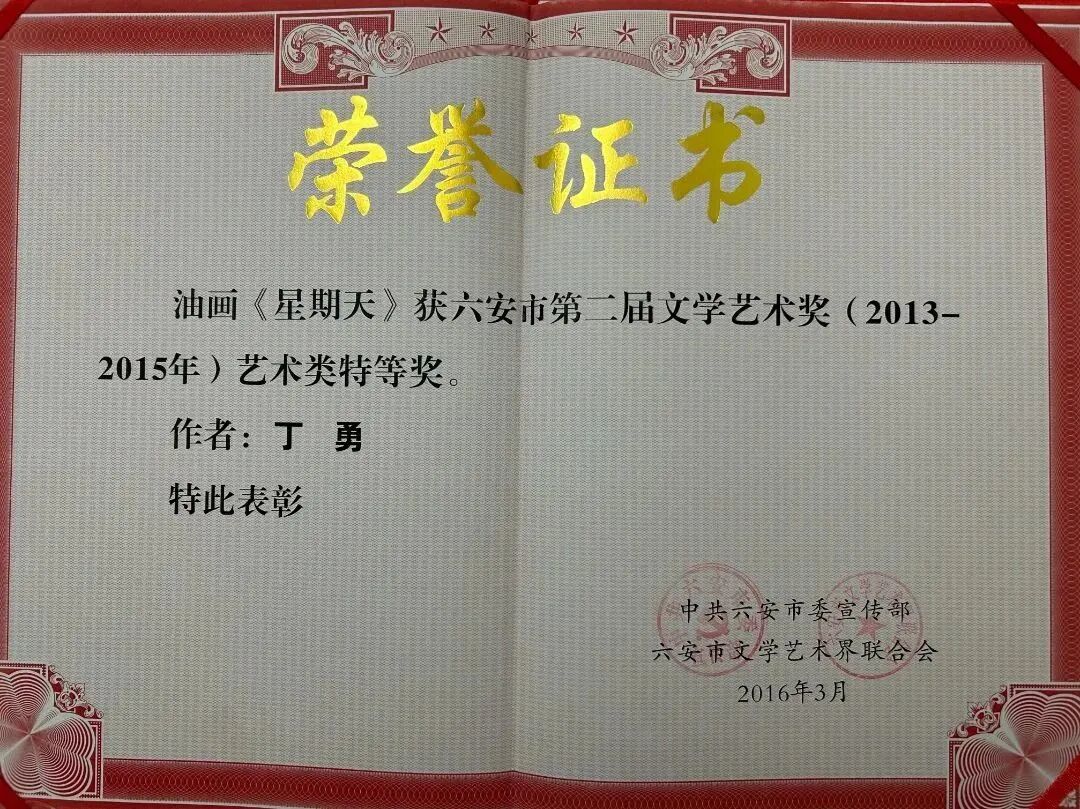 荣誉证书
油画《星期天》获六安市第二届文学艺术奖（2013-
2015年）艺术类特等奖。
作者：丁 勇
特此表彰
中共六安市委宣传部
六安市文学艺术界联合会
2016年3月